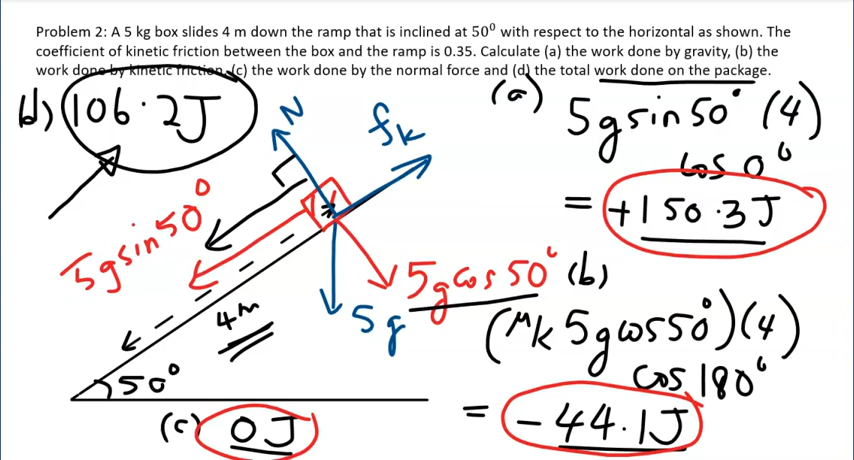 Problem 2: A 5 kg box slides 4 m down the ramp that is inclined at 50⁰ with respect to the horizontal as shown. The
coefficient of kinetic friction between the box and the ramp is 0.35. Calculate (a) the work done by gravity, (b) the
work done by kinetic friction, (c) the work done by the normal force and (d) the total work done on the package.
d) 106.2J
N
fk
(a) 5g sin 50° (4)
cos 0°
= +150.3J
5g sin 50°
5g cos 50°
5g
4m
50°
(b)
(μk 5g cos 50°)(4)
cos 180°
= -44.1J
(c) 0J